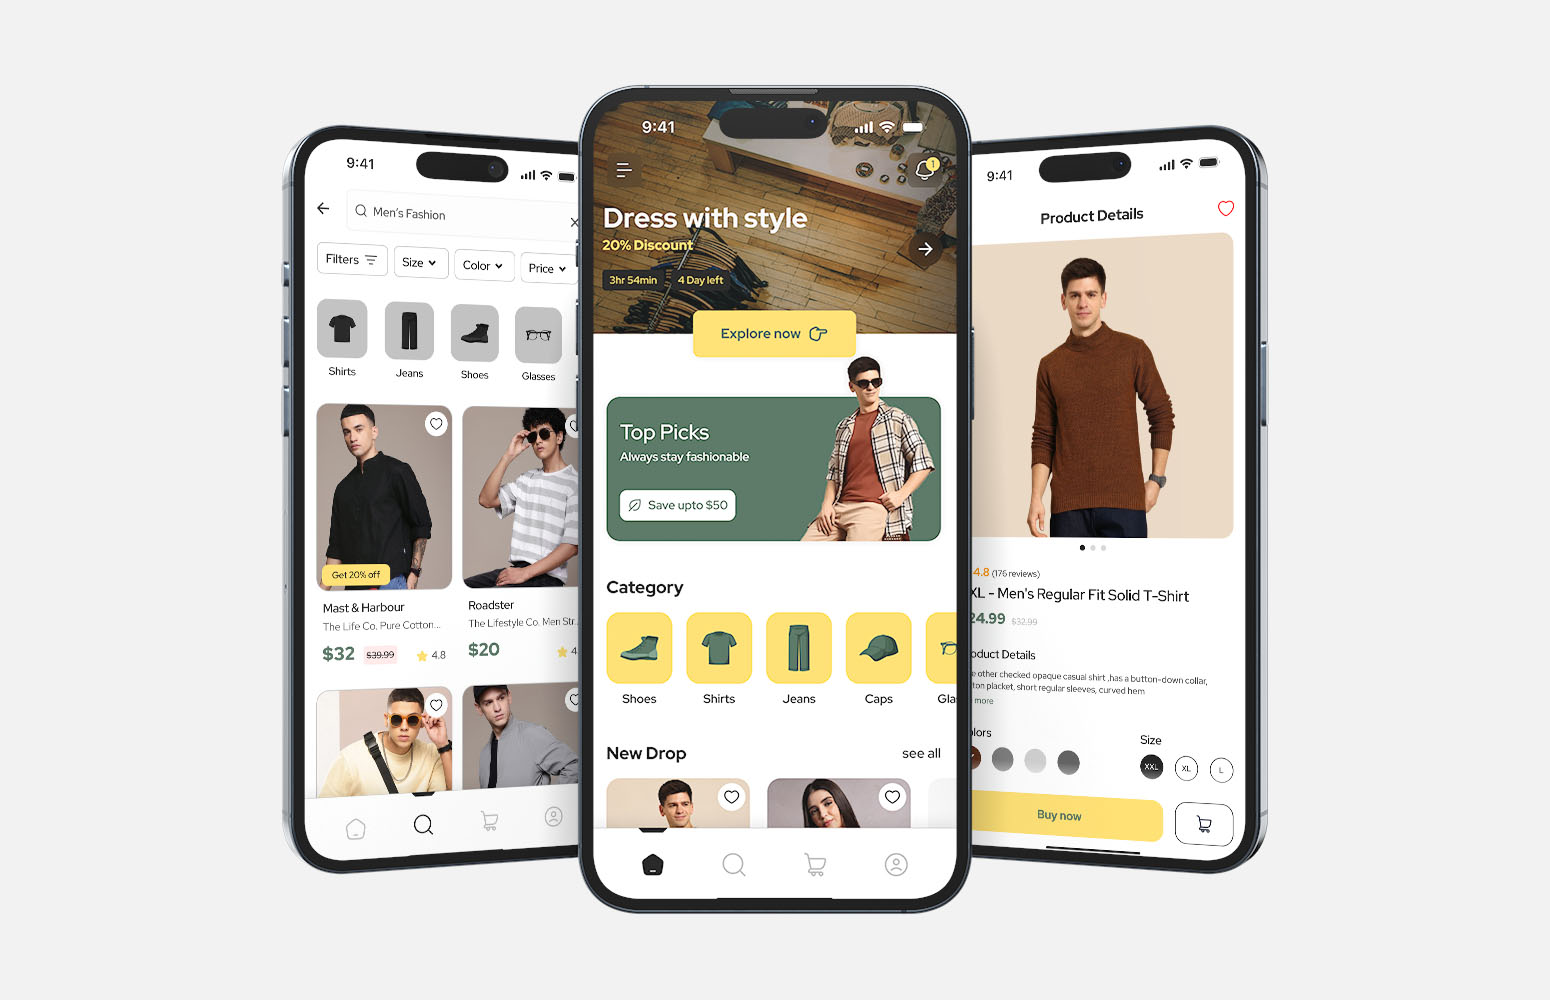 9:41
Men's Fashion
Filters
Size
Color
Price
Shirts
Jeans
Shoes
Glasses
Get 20% off
Mast & Harbour
The Life Co. Pure Cotton...
$32 $39.99 4.8
Roadster
The Lifestyle Co. Men Str..
$20 4
9:41
1
Dress with style
20% Discount
3hr 54min 4 Day left
Explore now
Top Picks
Always stay fashionable
Save upto $50
Category
Shoes
Shirts
Jeans
Caps
Gla
New Drop see all
9:41
Product Details
4.8 (176 reviews)
XL - Men's Regular Fit Solid T-Shirt
24.99 $32.99
oduct Details
e other checked opaque casual shirt ,has a button-down collar,
ton placket, short regular sleeves, curved hem
more
lors
Size
XXL XL L
Buy now